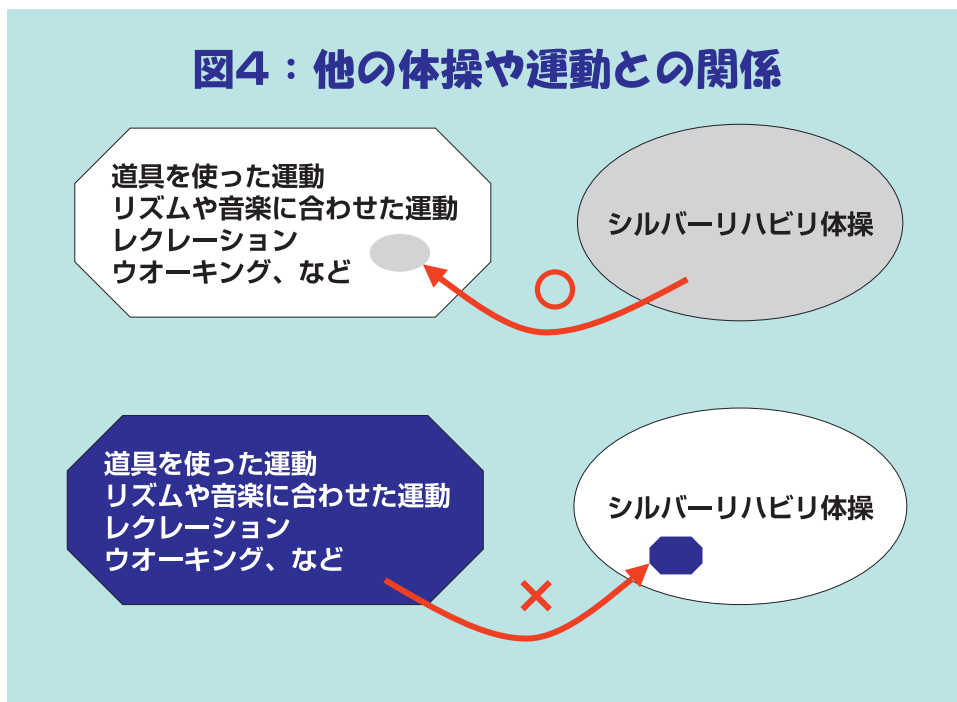 図4：他の体操や運動との関係
道具を使った運動
リズムや音楽に合わせた運動
レクレーション
ウオーキング、など
シルバーリハビリ体操
○
道具を使った運動
リズムや音楽に合わせた運動
レクレーション
ウオーキング、など
シルバーリハビリ体操
×